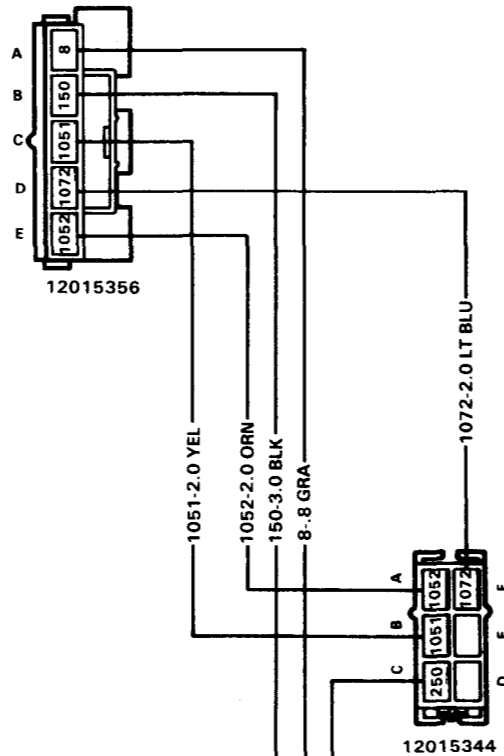 A 8
B 150
C 1051
D 1072
E 1052
12015356
1051-2.0 YEL
1052-2.0 ORN
150-3.0 BLK
8-.8 GRA
1072-2.0 LT BLU
A 1052 1072
B 1051
C 250
12015344